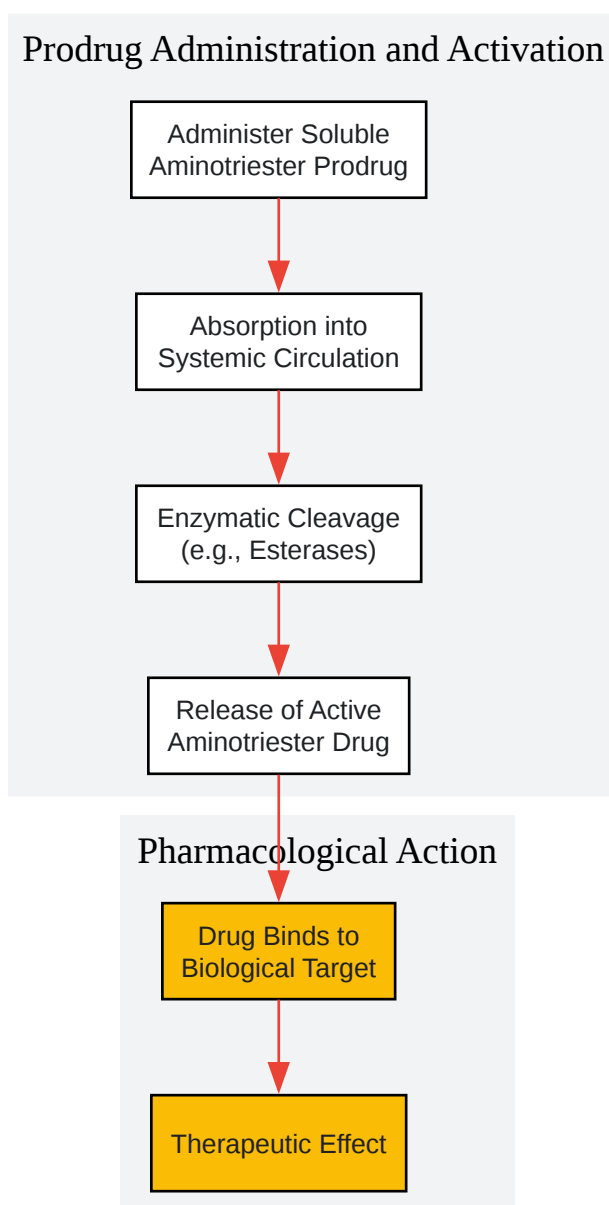 Prodrug Administration and Activation
Administer Soluble
Aminotriester Prodrug
Absorption into
Systemic Circulation
Enzymatic Cleavage
(e.g., Esterases)
Release of Active
Aminotriester Drug
Pharmacological Action
Drug Binds to
Biological Target
Therapeutic Effect